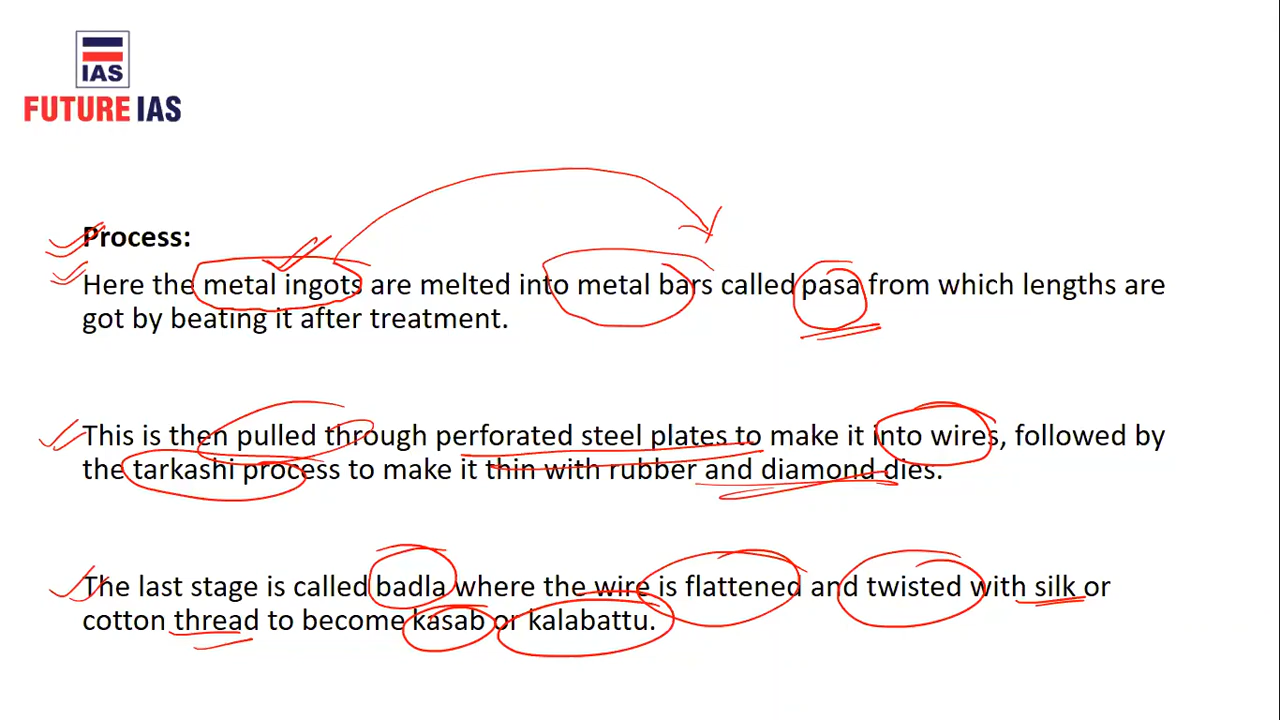 IAS
FUTURE IAS
Process:
Here the metal ingots are melted into metal bars called pasa from which lengths are
got by beating it after treatment.
This is then pulled through perforated steel plates to make it into wires, followed by
the tarkashi process to make it thin with rubber and diamond dies.
The last stage is called badla where the wire is flattened and twisted with silk or
cotton thread to become kasab or kalabattu.